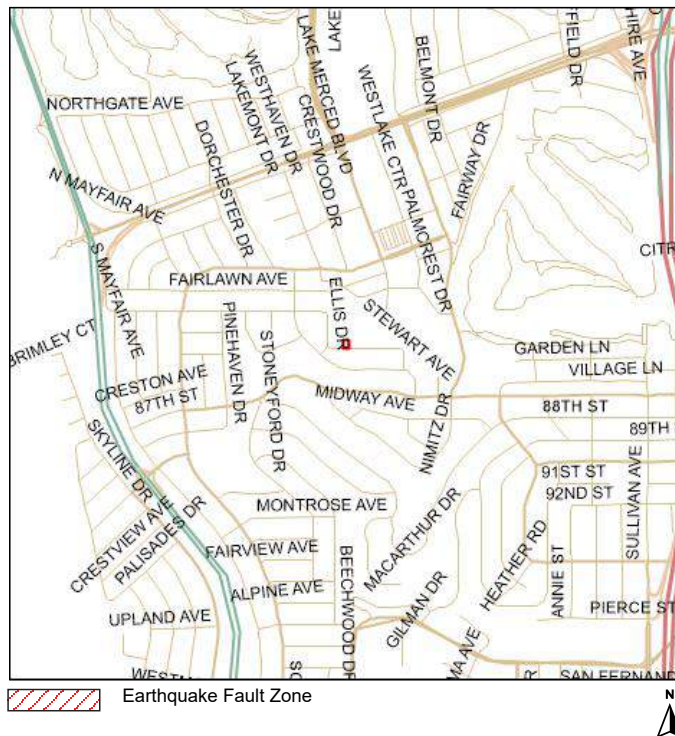 LAKE
BELMONT DR
FFIELD DR
HIRE AVE
LAKE MERCED BLVD
WESTHAVEN DR
LAKEMONT DR
CRESTWOOD DR
WESTLAKE CTR
NORTHGATE AVE
DORCHESTER DR
FAIRWAY DR
N MAYFAIR AVE
PALMCREST DR
S MAYFAIR AVE
CITR
FAIRLAWN AVE
ELLIS DR
STEWART AVE
PINEHAVEN DR
STONEYFORD DR
BRIMLEY CT
GARDEN LN
VILLAGE LN
CRESTON AVE
87TH ST
MIDWAY AVE
88TH ST
89TH
NIMITZ DR
SKYLINE DR
SULLIVAN AVE
91ST ST
92ND ST
MONTROSE AVE
MACARTHUR DR
CRESTVIEW AVE
PALISADES DR
FAIRVIEW AVE
HEATHER RD
ANNIE ST
BEECHWOOD DR
ALPINE AVE
GILMAN DR
PIERCE ST
UPLAND AVE
MA AVE
SAN FERNAND
Earthquake Fault Zone
N